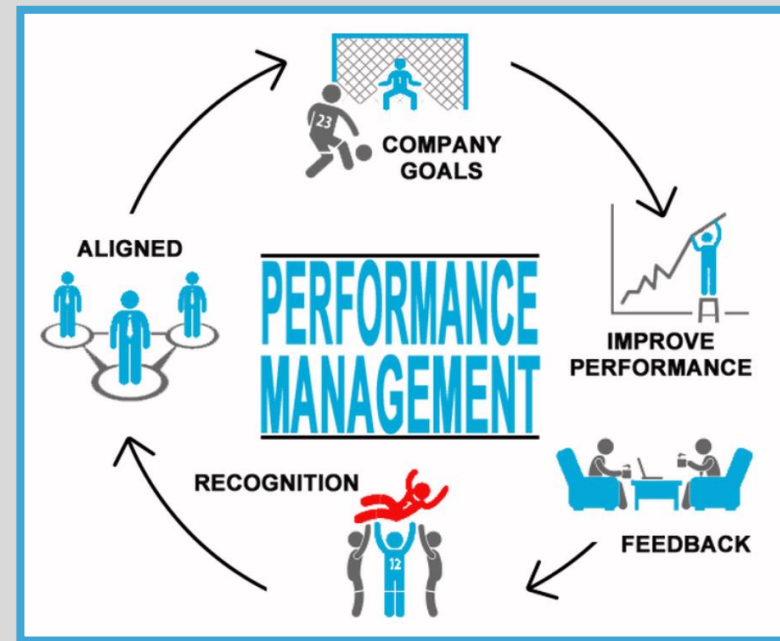 23
COMPANY
GOALS
ALIGNED
PERFORMANCE
MANAGEMENT
IMPROVE
PERFORMANCE
RECOGNITION
12
FEEDBACK